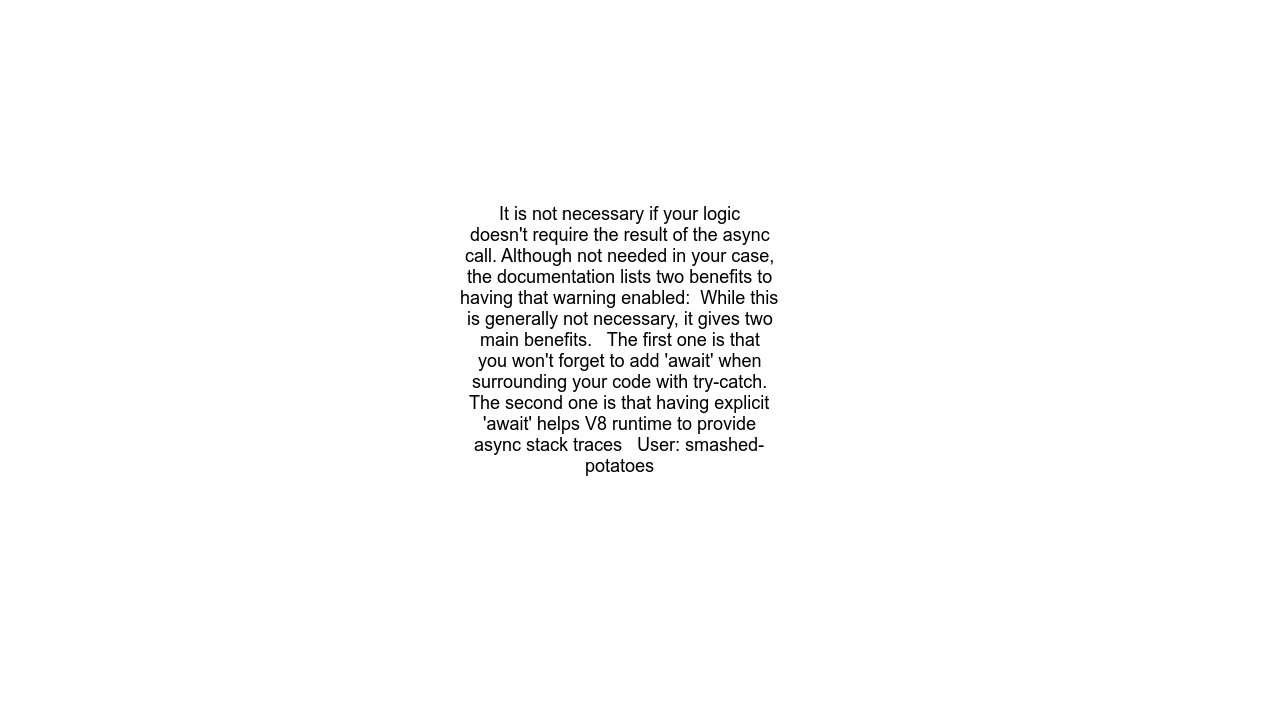 It is not necessary if your logic
doesn't require the result of the async
call. Although not needed in your case,
the documentation lists two benefits to
having that warning enabled:  While this
is generally not necessary, it gives two
main benefits.   The first one is that
you won't forget to add 'await' when
surrounding your code with try-catch.
The second one is that having explicit
'await' helps V8 runtime to provide
async stack traces   User: smashed-
potatoes